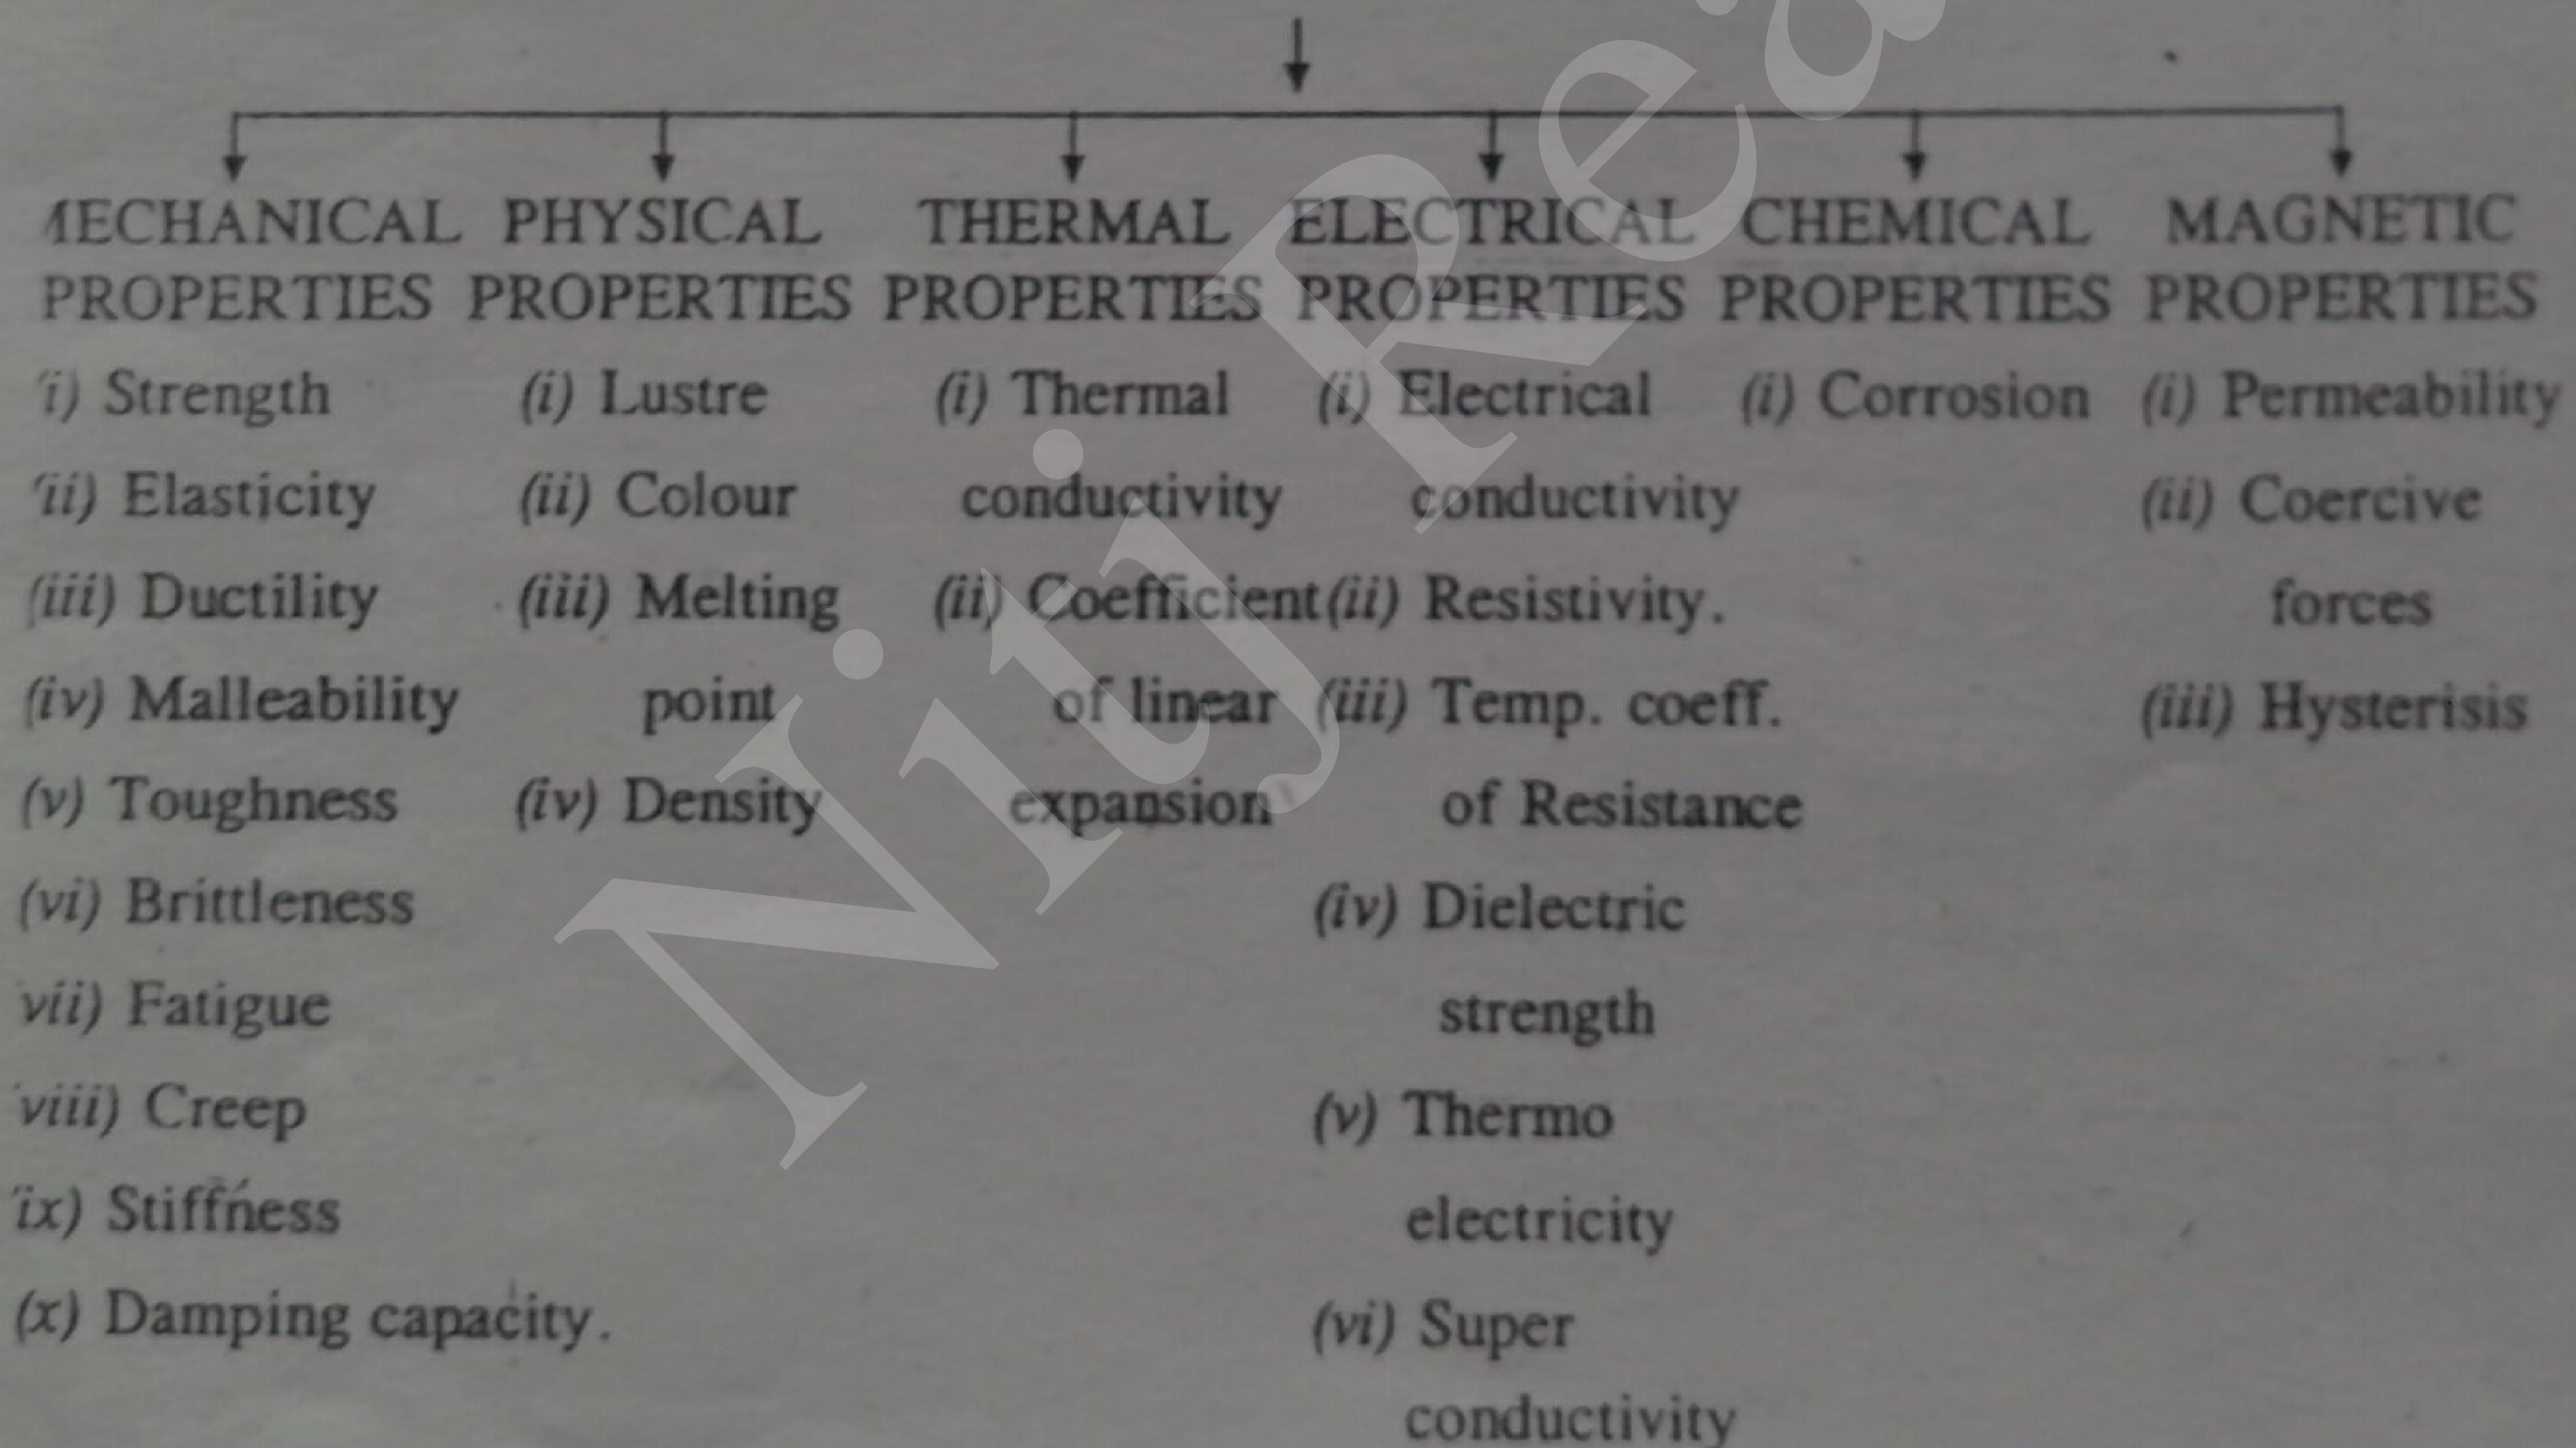 MECHANICAL PROPERTIES
(i) Strength
(ii) Elasticity
(iii) Ductility
(iv) Malleability
(v) Toughness
(vi) Brittleness
(vii) Fatigue
(viii) Creep
(ix) Stiffness
(x) Damping capacity.
PHYSICAL
PROPERTIES
(i) Lustre
(ii) Colour
(iii) Melting
point
(iv) Density
THERMAL
PROPERTIES
(i) Thermal
conductivity
(ii) Coefficient
of linear
expansion
ELECTRICAL
PROPERTIES
(i) Electrical
conductivity
(ii) Resistivity.
(iii) Temp. coeff.
of Resistance
(iv) Dielectric
strength
(v) Thermo
electricity
(vi) Super
conductivity
CHEMICAL
PROPERTIES
(i) Corrosion
MAGNETIC
PROPERTIES
(i) Permeability
(ii) Coercive
forces
(iii) Hysterisis
Nitj